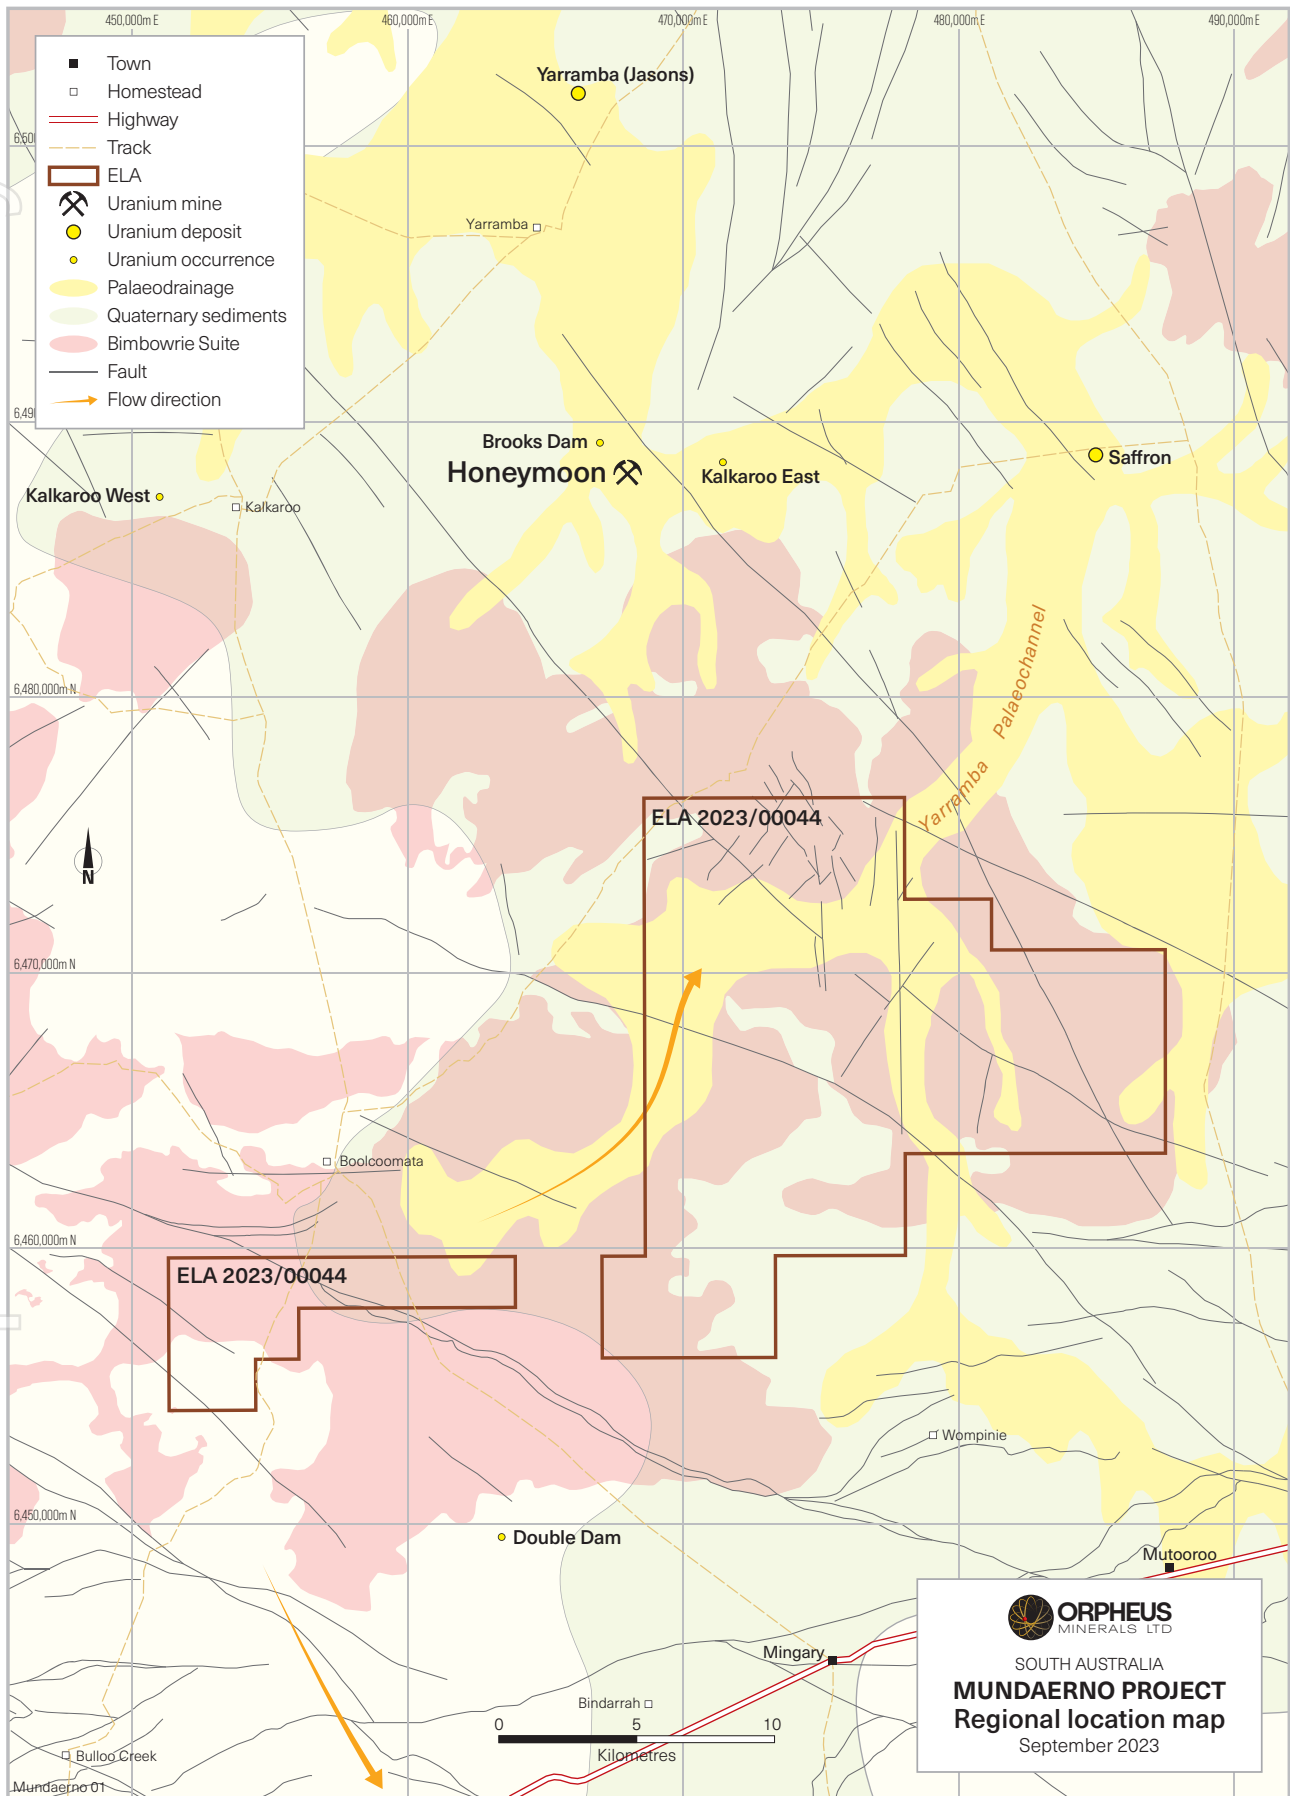 450,000m E
460,000m E
470,000m E
480,000m E
490,000m E
Town
Homestead
Highway
Track
ELA
Uranium mine
Uranium deposit
Uranium occurrence
Palaeodrainage
Quaternary sediments
Bimbowrie Suite
Fault
Flow direction
Yarramba (Jasons)
6,500
Yarramba
6,490
Brooks Dam
Honeymoon
Kalkaroo East
Saffron
Kalkaroo West
Kalkaroo
6,480,000m N
Yarramba Palaeochannel
ELA 2023/00044
N
6,470,000m N
Boolcoomata
6,460,000m N
ELA 2023/00044
Wompinie
6,450,000m N
Double Dam
Mutooroo
Mingary
Bindarrah
0 5 10
Kilometres
Bulloo Creek
Mundaerno 01
ORPHEUS
MINERALS LTD
SOUTH AUSTRALIA
MUNDAERNO PROJECT
Regional location map
September 2023